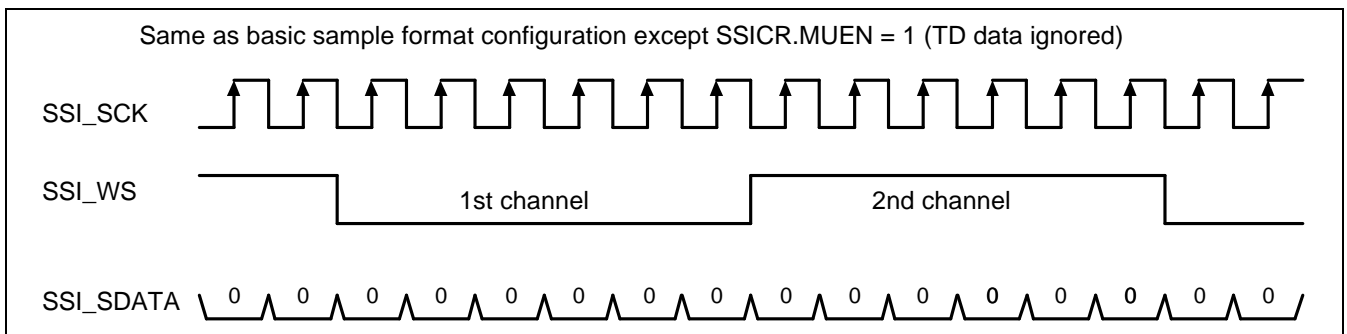 Same as basic sample format configuration except SSICR.MUEN = 1 (TD data ignored)
SSI_SCK
SSI_WS 1st channel 2nd channel
SSI_SDATA 0 0 0 0 0 0 0 0 0 0 0 0 0 0 0 0